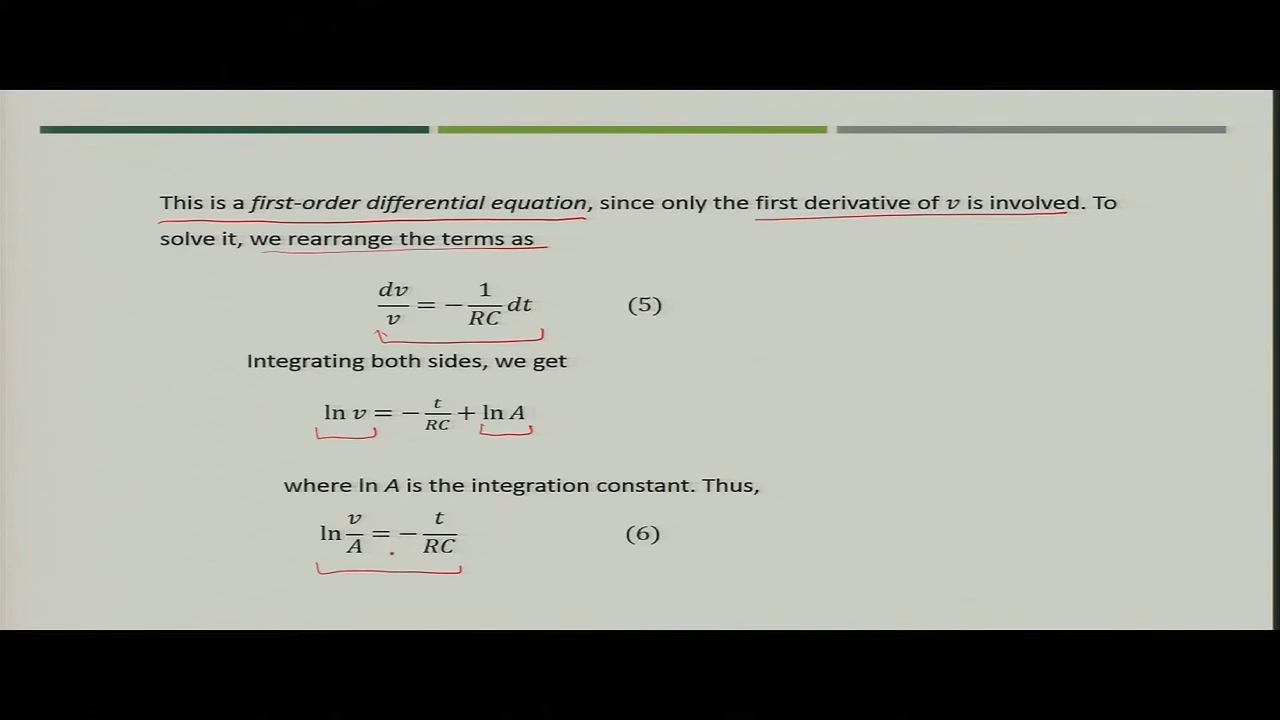 This is a first-order differential equation, since only the first derivative of v is involved. To
solve it, we rearrange the terms as
dv/v = −1/RC dt (5)
Integrating both sides, we get
ln v = −t/RC + ln A
where ln A is the integration constant. Thus,
ln v/A = −t/RC (6)